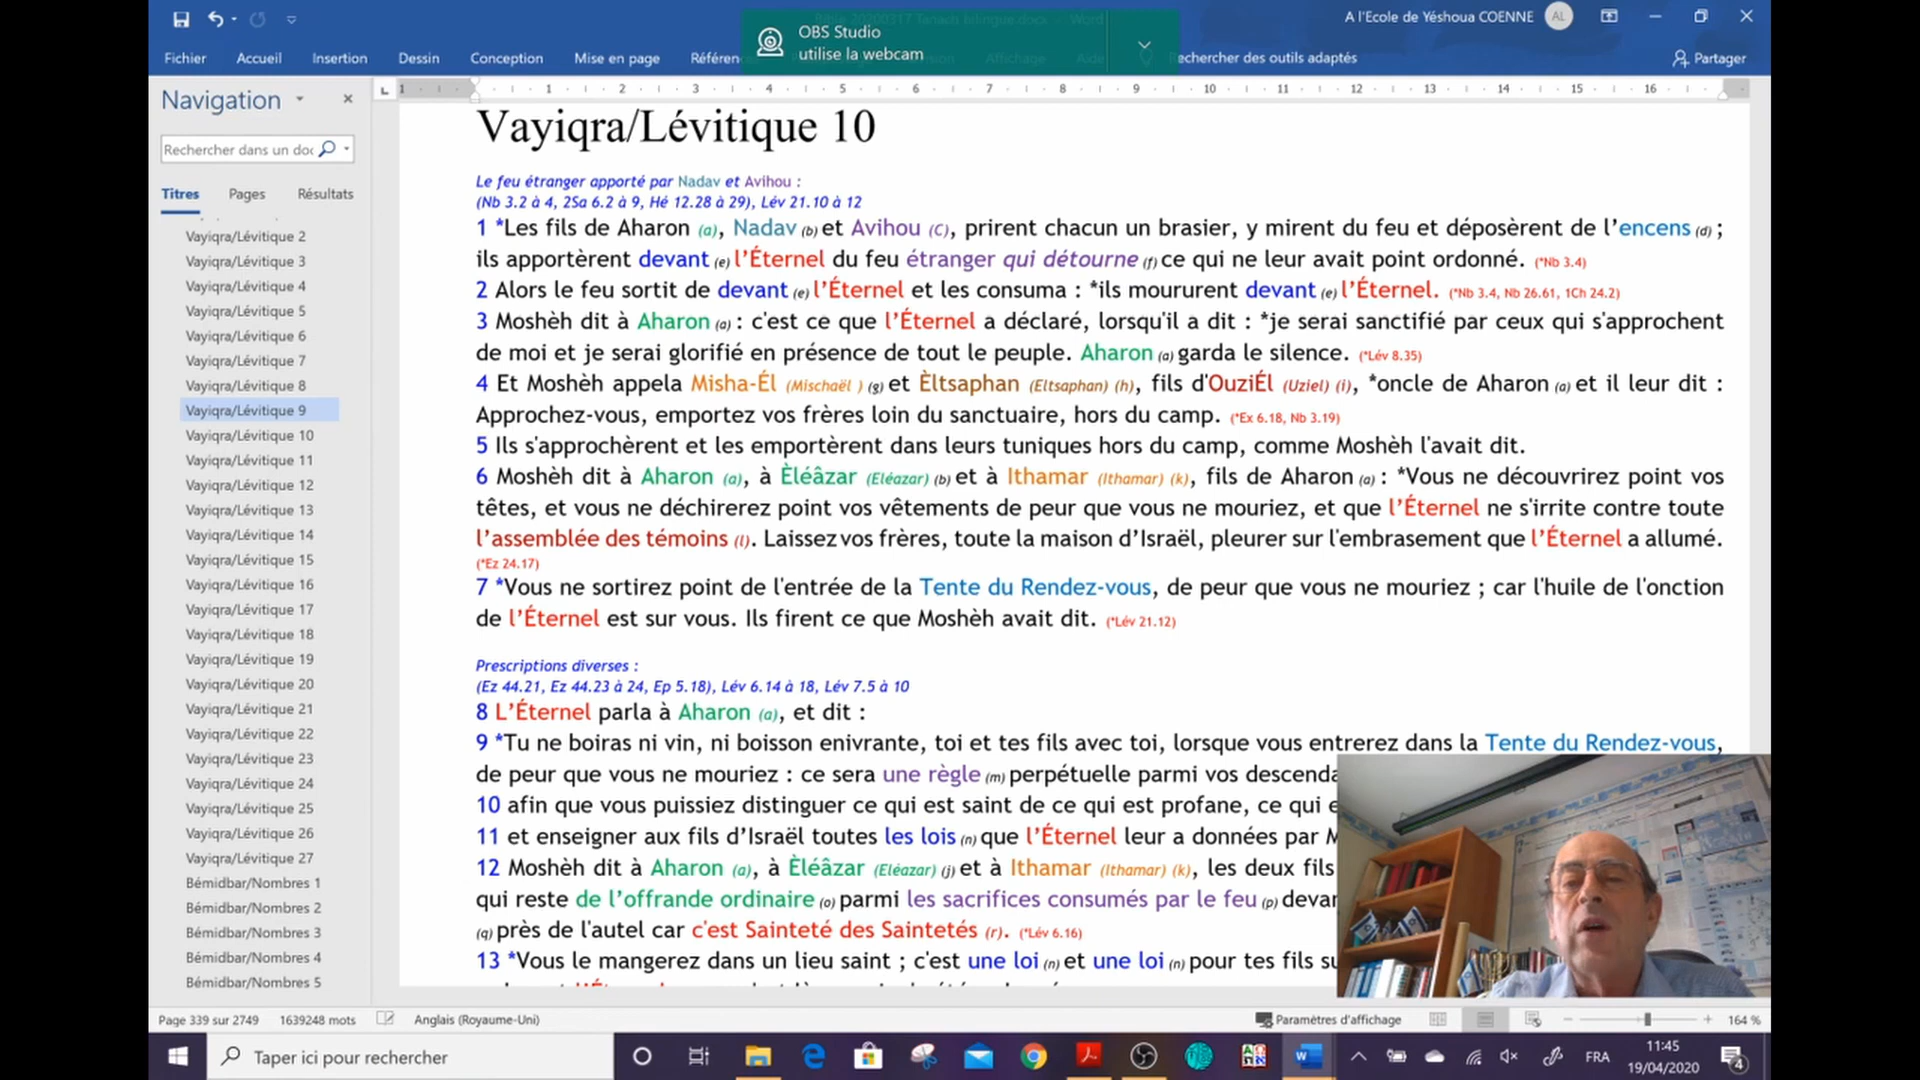 A l'Ecole de Yéshoua COENNE AL
OBS Studio
utilise la webcam
Fichier Accueil Insertion Dessin Conception Mise en page Référen
Rechercher des outils adaptés
Partager
Navigation
Rechercher dans un doc
Titres Pages Résultats
Vayiqra/Lévitique 2
Vayiqra/Lévitique 3
Vayiqra/Lévitique 4
Vayiqra/Lévitique 5
Vayiqra/Lévitique 6
Vayiqra/Lévitique 7
Vayiqra/Lévitique 8
Vayiqra/Lévitique 9
Vayiqra/Lévitique 10
Vayiqra/Lévitique 11
Vayiqra/Lévitique 12
Vayiqra/Lévitique 13
Vayiqra/Lévitique 14
Vayiqra/Lévitique 15
Vayiqra/Lévitique 16
Vayiqra/Lévitique 17
Vayiqra/Lévitique 18
Vayiqra/Lévitique 19
Vayiqra/Lévitique 20
Vayiqra/Lévitique 21
Vayiqra/Lévitique 22
Vayiqra/Lévitique 23
Vayiqra/Lévitique 24
Vayiqra/Lévitique 25
Vayiqra/Lévitique 26
Vayiqra/Lévitique 27
Bémidbar/Nombres 1
Bémidbar/Nombres 2
Bémidbar/Nombres 3
Bémidbar/Nombres 4
Bémidbar/Nombres 5
1 1 2 3 4 5 6 7 8 9 10 11 12 13 14 15 16
Vayiqra/Lévitique 10
Le feu étranger apporté par Nadav et Avihou :
(Nb 3.2 à 4, 2Sa 6.2 à 9, Hé 12.28 à 29), Lév 21.10 à 12
1 *Les fils de Aharon (a), Nadav (b) et Avihou (C), prirent chacun un brasier, y mirent du feu et déposèrent de l’encens (d) ;
ils apportèrent devant (e) l’Éternel du feu étranger qui détourne (f) ce qui ne leur avait point ordonné. (*Nb 3.4)
2 Alors le feu sortit de devant (e) l’Éternel et les consuma : *ils moururent devant (e) l’Éternel. (*Nb 3.4, Nb 26.61, 1Ch 24.2)
3 Moshèh dit à Aharon (a) : c'est ce que l’Éternel a déclaré, lorsqu'il a dit : *je serai sanctifié par ceux qui s'approchent
de moi et je serai glorifié en présence de tout le peuple. Aharon (a) garda le silence. (*Lév 8.35)
4 Et Moshèh appela Misha-Él (Mischaël ) (g) et Èltsaphan (Eltsaphan) (h), fils d'OuziÉl (Uziel) (i), *oncle de Aharon (a) et il leur dit :
Approchez-vous, emportez vos frères loin du sanctuaire, hors du camp. (*Ex 6.18, Nb 3.19)
5 Ils s'approchèrent et les emportèrent dans leurs tuniques hors du camp, comme Moshèh l'avait dit.
6 Moshèh dit à Aharon (a), à Èléâzar (Eléazar) (b) et à Ithamar (Ithamar) (k), fils de Aharon (a) : *Vous ne découvrirez point vos
têtes, et vous ne déchirerez point vos vêtements de peur que vous ne mouriez, et que l’Éternel ne s'irrite contre toute
l’assemblée des témoins (l). Laissez vos frères, toute la maison d’Israël, pleurer sur l'embrasement que l’Éternel a allumé.
(*Ez 24.17)
7 *Vous ne sortirez point de l'entrée de la Tente du Rendez-vous, de peur que vous ne mouriez ; car l'huile de l'onction
de l’Éternel est sur vous. Ils firent ce que Moshèh avait dit. (*Lév 21.12)
Prescriptions diverses :
(Ez 44.21, Ez 44.23 à 24, Ep 5.18), Lév 6.14 à 18, Lév 7.5 à 10
8 L’Éternel parla à Aharon (a), et dit :
9 *Tu ne boiras ni vin, ni boisson enivrante, toi et tes fils avec toi, lorsque vous entrerez dans la Tente du Rendez-vous,
de peur que vous ne mouriez : ce sera une règle (m) perpétuelle parmi vos descenda
10 afin que vous puissiez distinguer ce qui est saint de ce qui est profane, ce qui e
11 et enseigner aux fils d’Israël toutes les lois (n) que l’Éternel leur a données par M
12 Moshèh dit à Aharon (a), à Èléâzar (Eléazar) (j) et à Ithamar (Ithamar) (k), les deux fils
qui reste de l’offrande ordinaire (o) parmi les sacrifices consumés par le feu (p) devan
(q) près de l'autel car c'est Sainteté des Saintetés (r). (*Lév 6.16)
13 *Vous le mangerez dans un lieu saint ; c'est une loi (n) et une loi (n) pour tes fils su
Page 339 sur 2749 1639248 mots Anglais (Royaume-Uni)
Paramètres d'affichage 164 %
Taper ici pour rechercher
FRA
11:45
19/04/2020
4